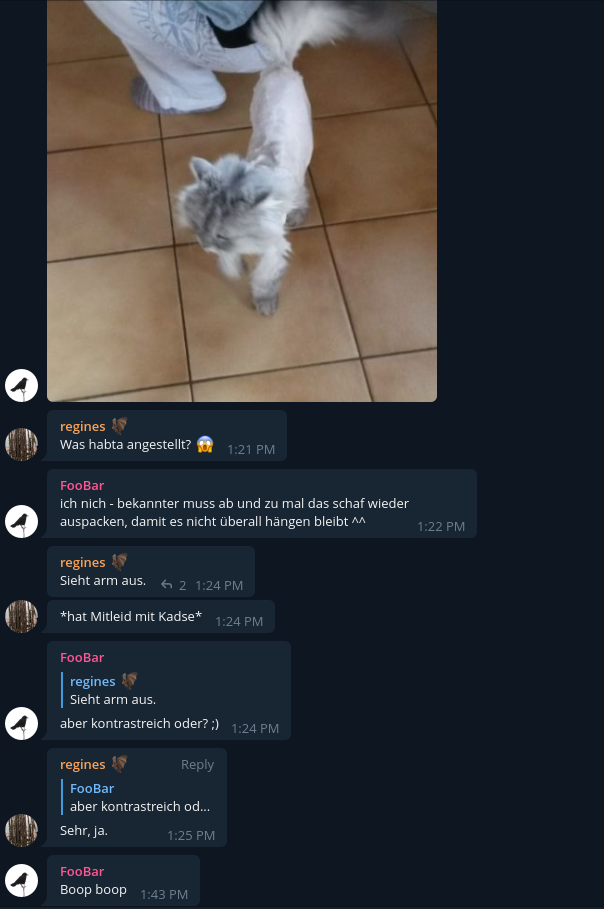 regines
Was habta angestellt? 😱 1:21 PM
FooBar
ich nich - bekannter muss ab und zu mal das schaf wieder
auspacken, damit es nicht überall hängen bleibt ^^ 1:22 PM
regines
Sieht arm aus. 2 1:24 PM
*hat Mitleid mit Kadse* 1:24 PM
FooBar
regines
Sieht arm aus.
aber kontrastreich oder? ;) 1:24 PM
regines Reply
FooBar
aber kontrastreich od...
Sehr, ja. 1:25 PM
FooBar
Boop boop 1:43 PM